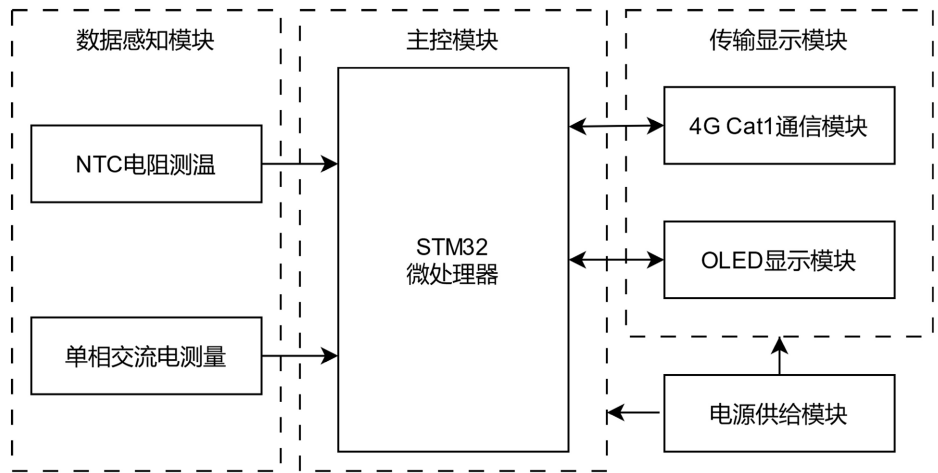 数据感知模块
主控模块
传输显示模块
NTC电阻测温
单相交流电测量
STM32
微处理器
4G Cat1通信模块
OLED显示模块
电源供给模块